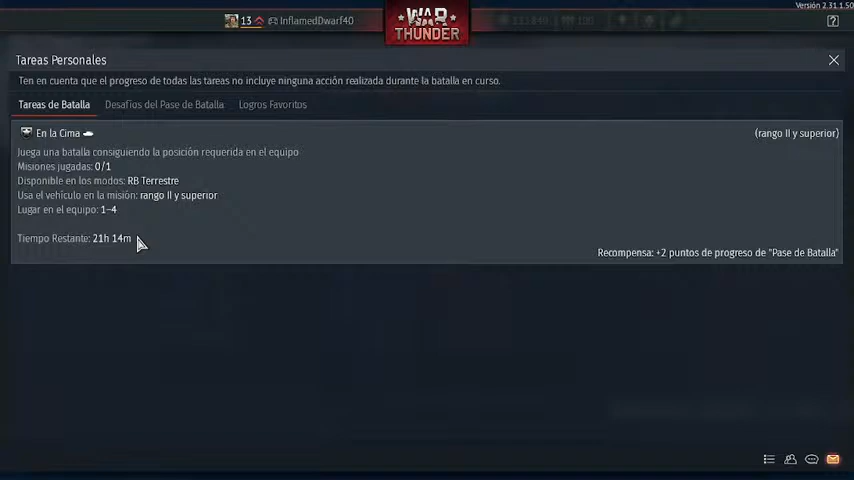 Versión 2.31.1.50
13 InflamedDwarf40
WAR
THUNDER
Tareas Personales
Ten en cuenta que el progreso de todas las tareas no incluye ninguna acción realizada durante la batalla en curso.
Tareas de Batalla Desafíos del Pase de Batalla Logros Favoritos
En la Cima (rango II y superior)
Juega una batalla consiguiendo la posición requerida en el equipo
Misiones jugadas: 0/1
Disponible en los modos: RB Terrestre
Usa el vehículo en la misión: rango II y superior
Lugar en el equipo: 1-4
Tiempo Restante: 21h 14m
Recompensa: +2 puntos de progreso de "Pase de Batalla"